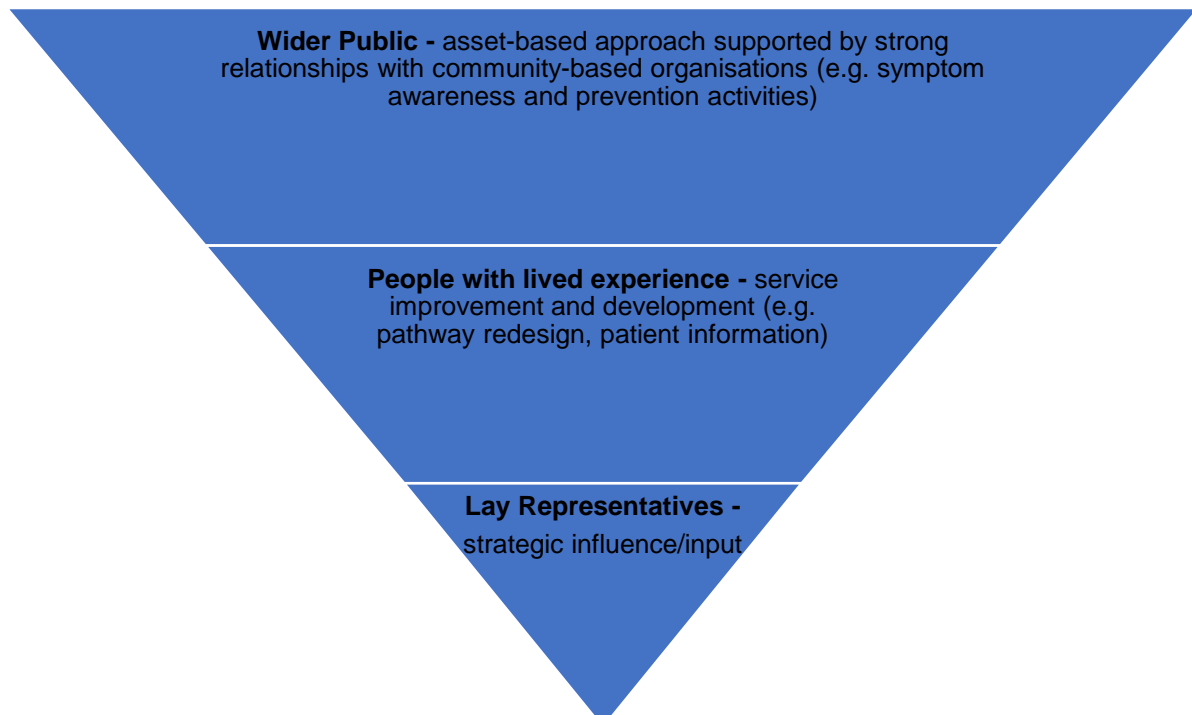 Wider Public - asset-based approach supported by strong
relationships with community-based organisations (e.g. symptom
awareness and prevention activities)
People with lived experience - service
improvement and development (e.g.
pathway redesign, patient information)
Lay Representatives -
strategic influence/input